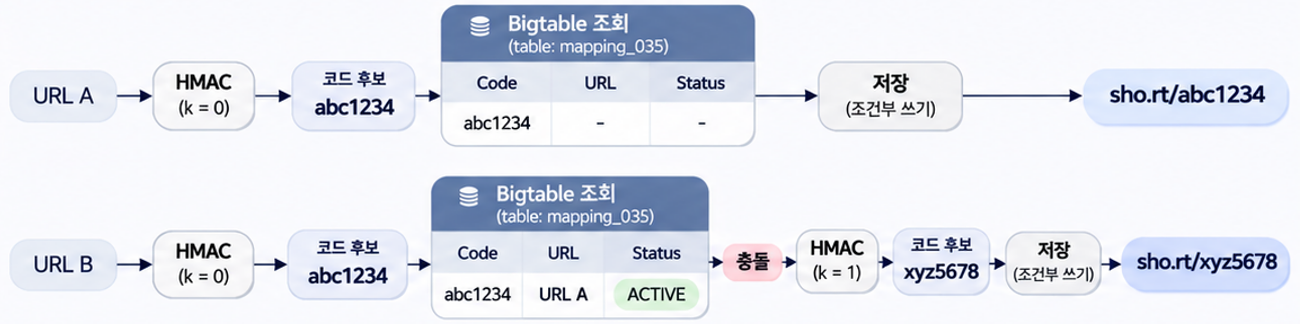 URL A
HMAC
(k = 0)
코드 후보
abc1234
Bigtable 조회
(table: mapping_035)
Code URL Status
abc1234 - -
저장
(조건부 쓰기)
sho.rt/abc1234
URL B
HMAC
(k = 0)
코드 후보
abc1234
Bigtable 조회
(table: mapping_035)
Code URL Status
abc1234 URL A ACTIVE
충돌
HMAC
(k = 1)
코드 후보
xyz5678
저장
(조건부 쓰기)
sho.rt/xyz5678